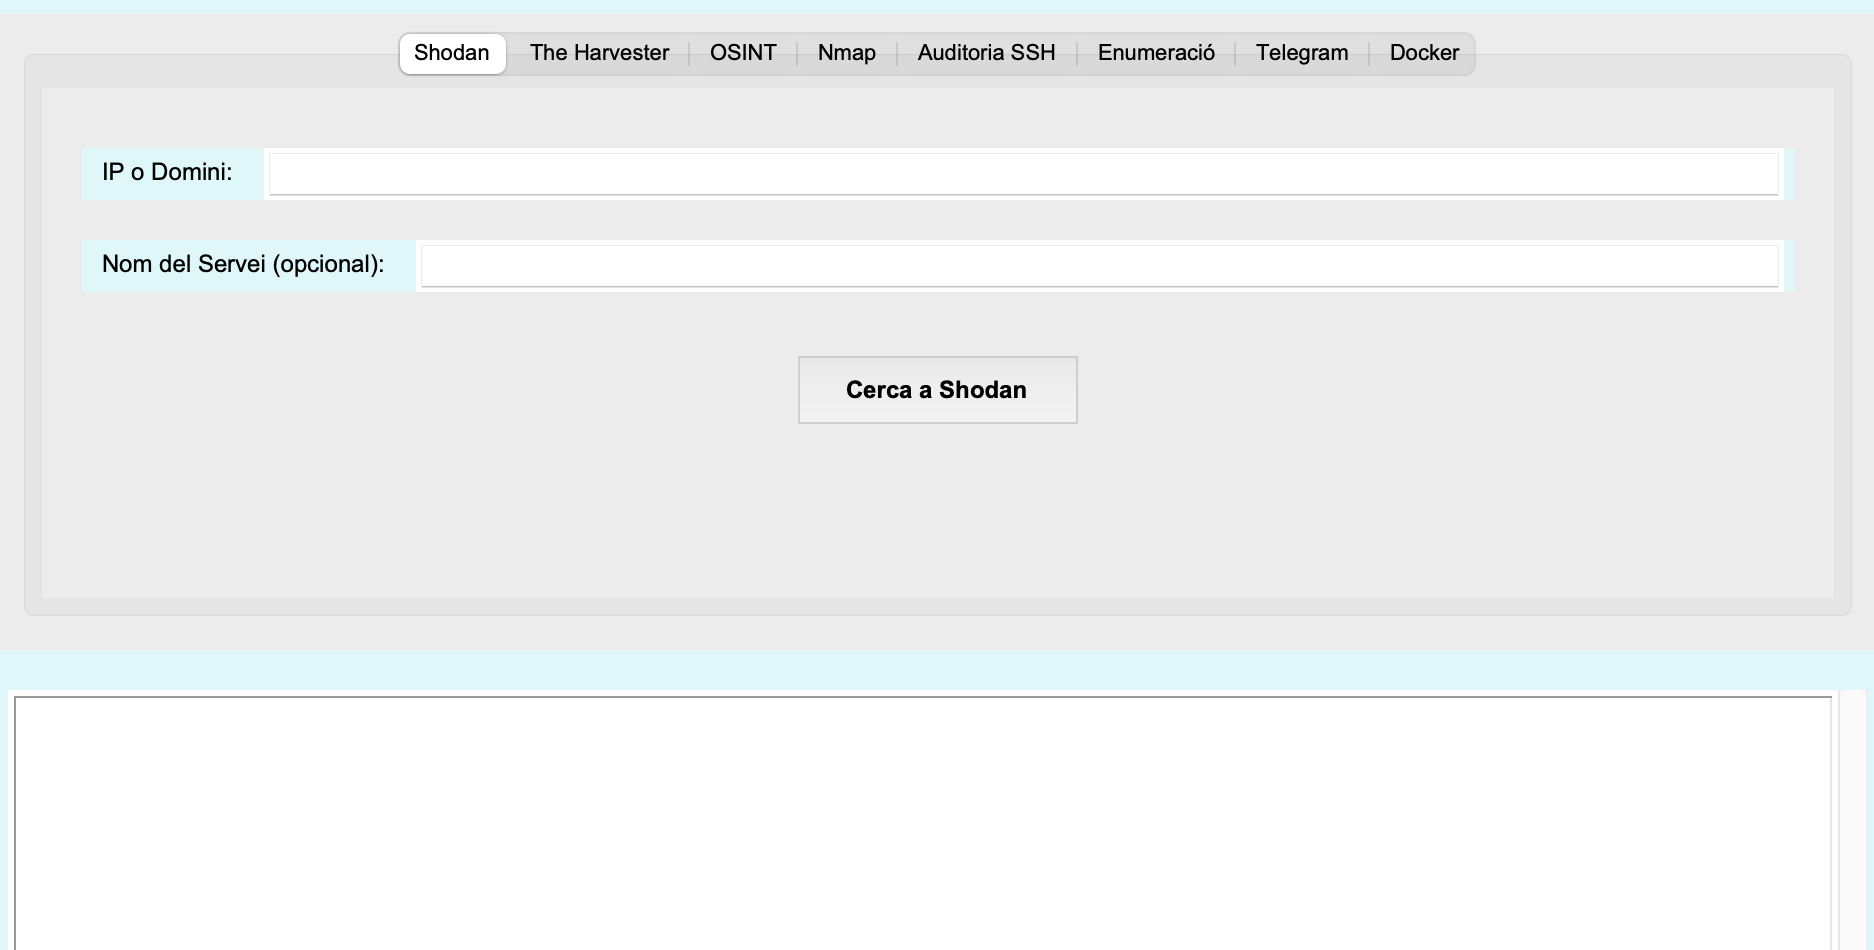 Shodan The Harvester OSINT Nmap Auditoria SSH Enumeració Telegram Docker
IP o Domini:
Nom del Servei (opcional):
Cerca a Shodan